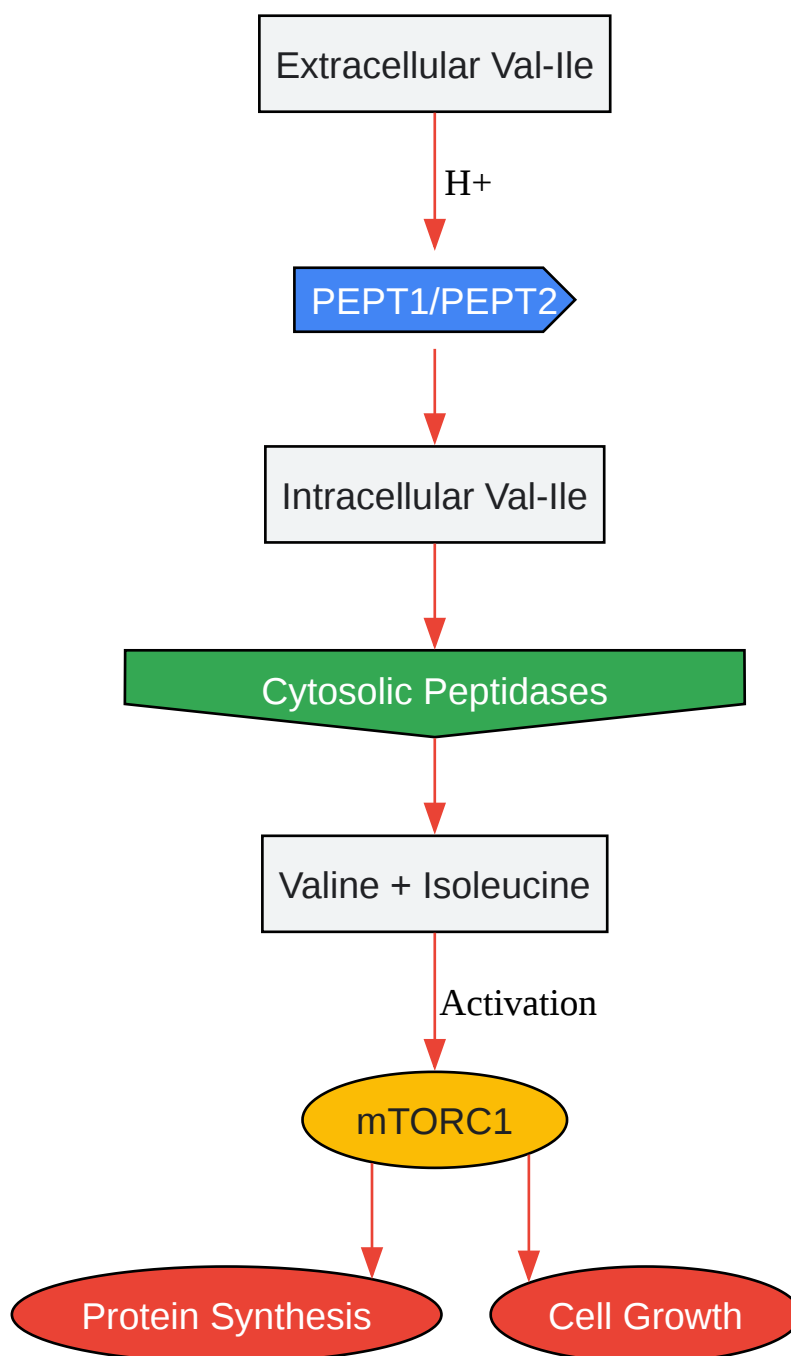 Extracellular Val-Ile
H+
PEPT1/PEPT2
Intracellular Val-Ile
Cytosolic Peptidases
Valine + Isoleucine
Activation
mTORC1
Protein Synthesis
Cell Growth